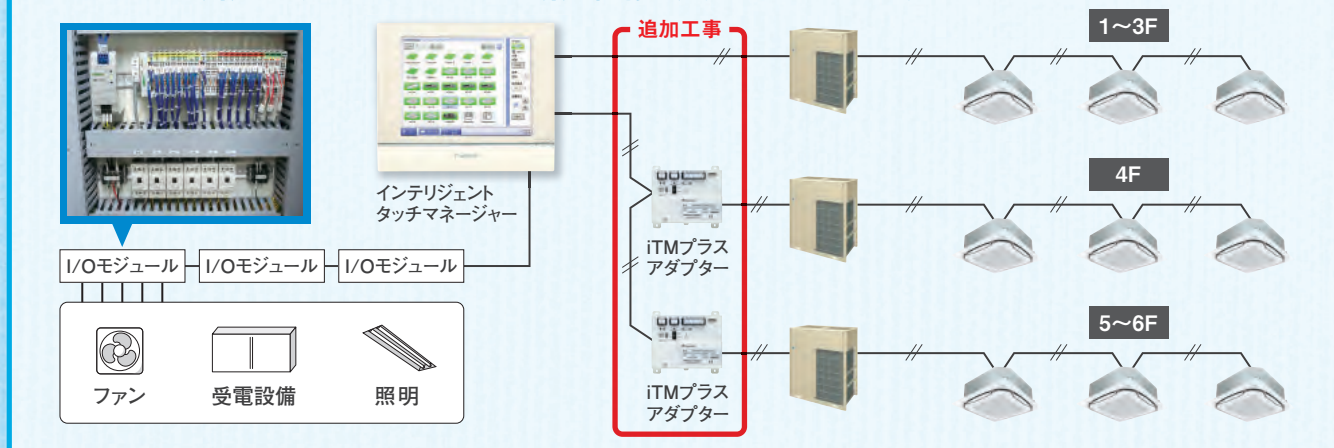 追加工事
1〜3F
インテリジェント
タッチマネージャー
4F
iTMプラス
アダプター
I/Oモジュール
I/Oモジュール
I/Oモジュール
5〜6F
ファン
受電設備
照明
iTMプラス
アダプター